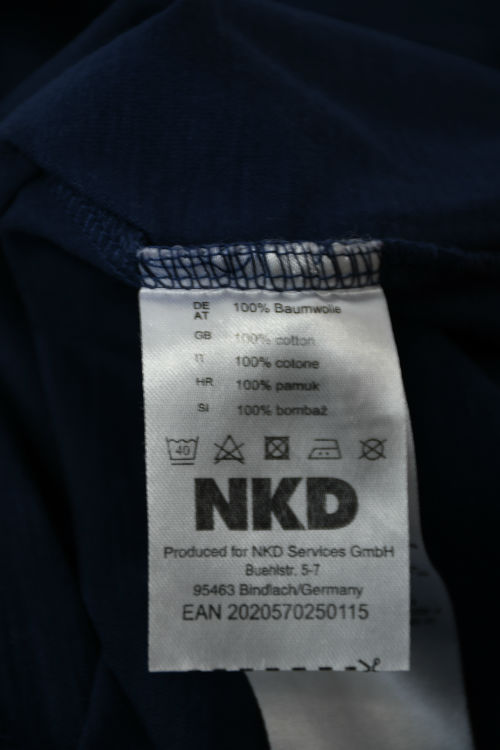 DE AT 100% Baumwolle
GB 100% cotton
IT 100% cotone
HR 100% pamuk
SI 100% bombaž
40
NKD
Produced for NKD Services GmbH
Buehlstr. 5-7
95463 Bindlach/Germany
EAN 2020570250115